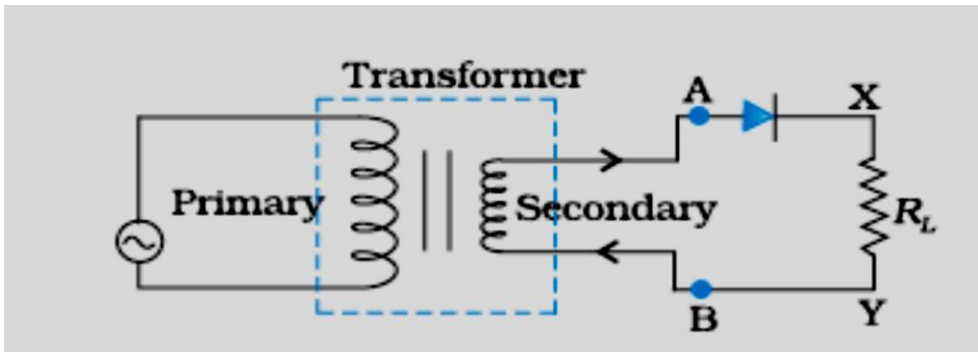 Transformer
A
X
Primary
Secondary
R_L
B
Y